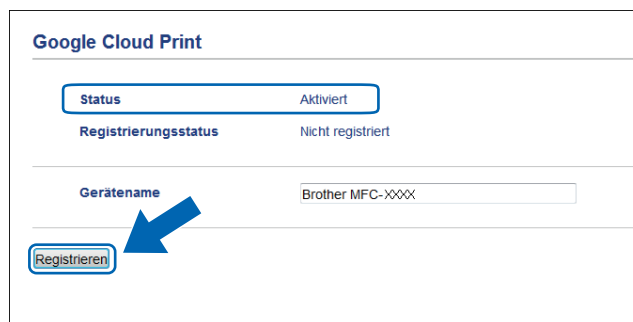 Google Cloud Print
Status Aktiviert
Registrierungsstatus Nicht registriert
Gerätename Brother MFC-XXXX
Registrieren